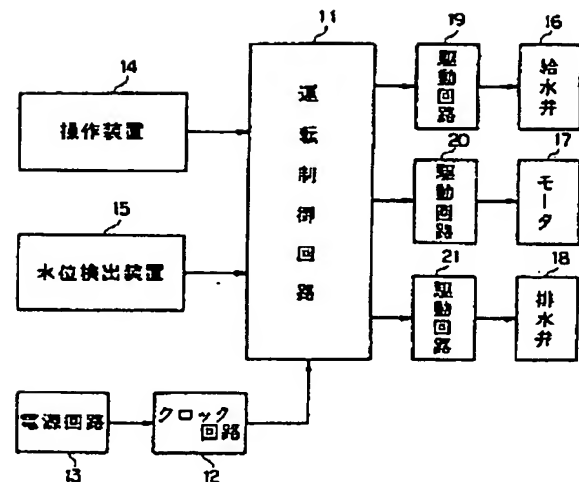 14
操作装置
15
水位検出装置
電源回路
13
クロック
回路
12
11
運転制御回路
19
駆動回路
16
給水弁
20
駆動回路
17
モータ
21
駆動回路
18
排水弁